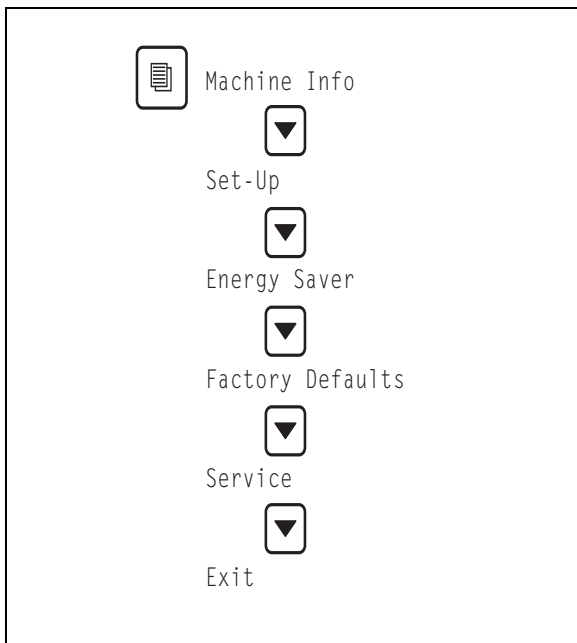 Machine Info
Set-Up
Energy Saver
Factory Defaults
Service
Exit